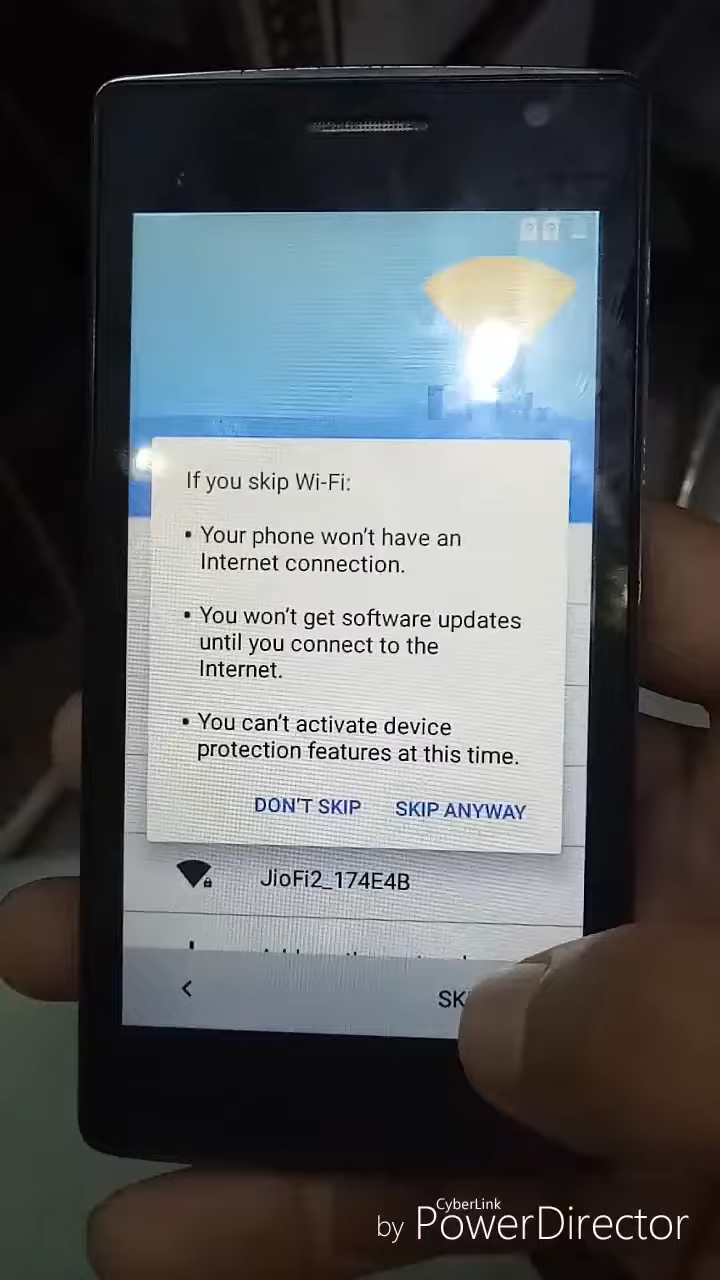 If you skip Wi-Fi:
• Your phone won't have an
Internet connection.
• You won't get software updates
until you connect to the
Internet.
• You can't activate device
protection features at this time.
DON'T SKIP SKIP ANYWAY
JioFi2_174E4B
by CyberLink PowerDirector